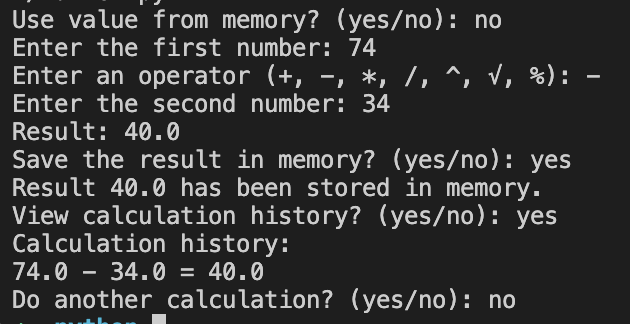 Use value from memory? (yes/no): no
Enter the first number: 74
Enter an operator (+, −, *, /, ^, √, %): −
Enter the second number: 34
Result: 40.0
Save the result in memory? (yes/no): yes
Result 40.0 has been stored in memory.
View calculation history? (yes/no): yes
Calculation history:
74.0 − 34.0 = 40.0
Do another calculation? (yes/no): no
python